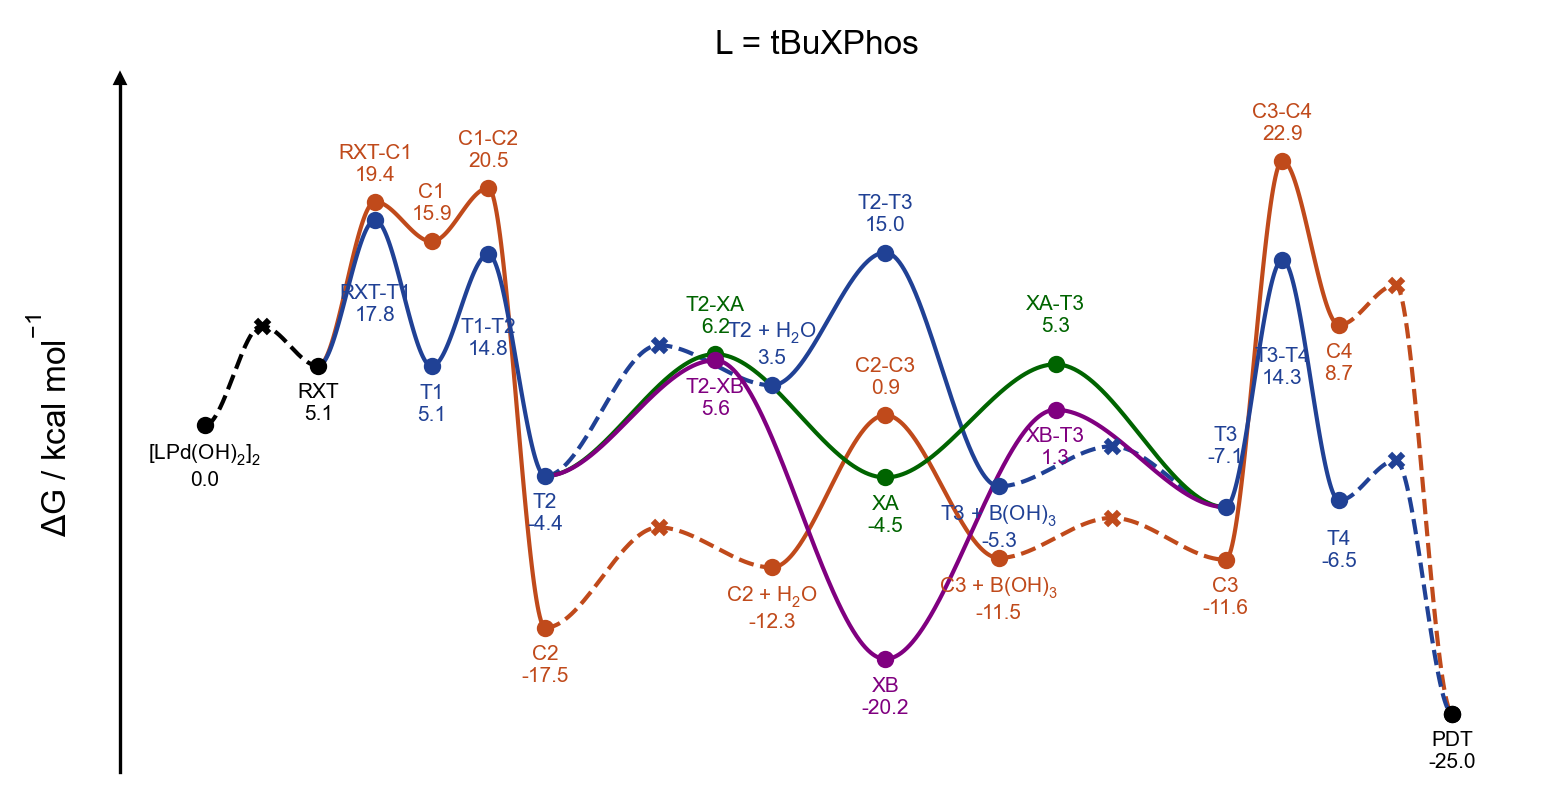 L = tBuXPhos
ΔG / kcal mol⁻¹
[LPd(OH)₂]₂
0.0
RXT
5.1
RXT-C1
19.4
C1
15.9
C1-C2
20.5
RXT-T1
17.8
T1
5.1
T1-T2
14.8
T2
-4.4
C2
-17.5
T2-XA
6.2
T2-XB
5.6
T2 + H₂O
3.5
C2 + H₂O
-12.3
T2-T3
15.0
C2-C3
0.9
XA
-4.5
XB
-20.2
XA-T3
5.3
XB-T3
1.3
T3 + B(OH)₃
-5.3
C3 + B(OH)₃
-11.5
T3
-7.1
C3
-11.6
C3-C4
22.9
T3-T4
14.3
C4
8.7
T4
-6.5
PDT
-25.0